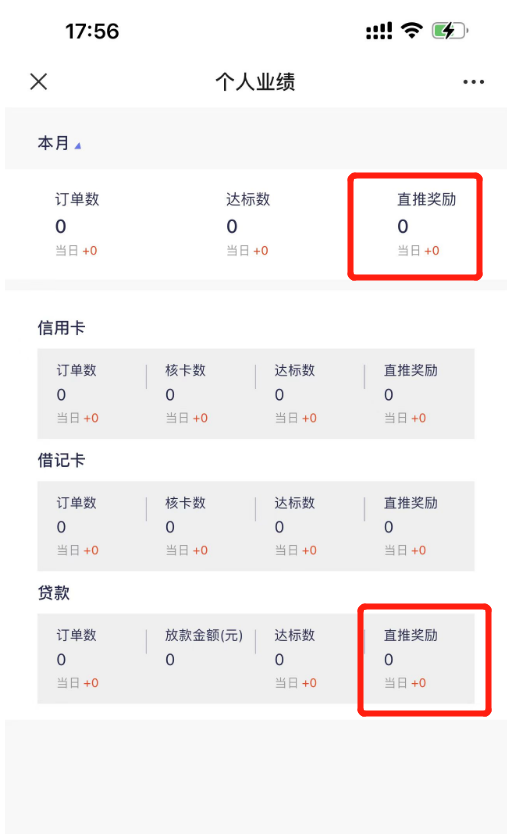 17:56
个人业绩
本月
订单数 达标数 直推奖励
0 0 0
当日 +0 当日 +0 当日 +0
信用卡
订单数 核卡数 达标数 直推奖励
0 0 0 0
当日 +0 当日 +0 当日 +0 当日 +0
借记卡
订单数 核卡数 达标数 直推奖励
0 0 0 0
当日 +0 当日 +0 当日 +0 当日 +0
贷款
订单数 放款金额(元) 达标数 直推奖励
0 0 0 0
当日 +0 当日 +0 当日 +0